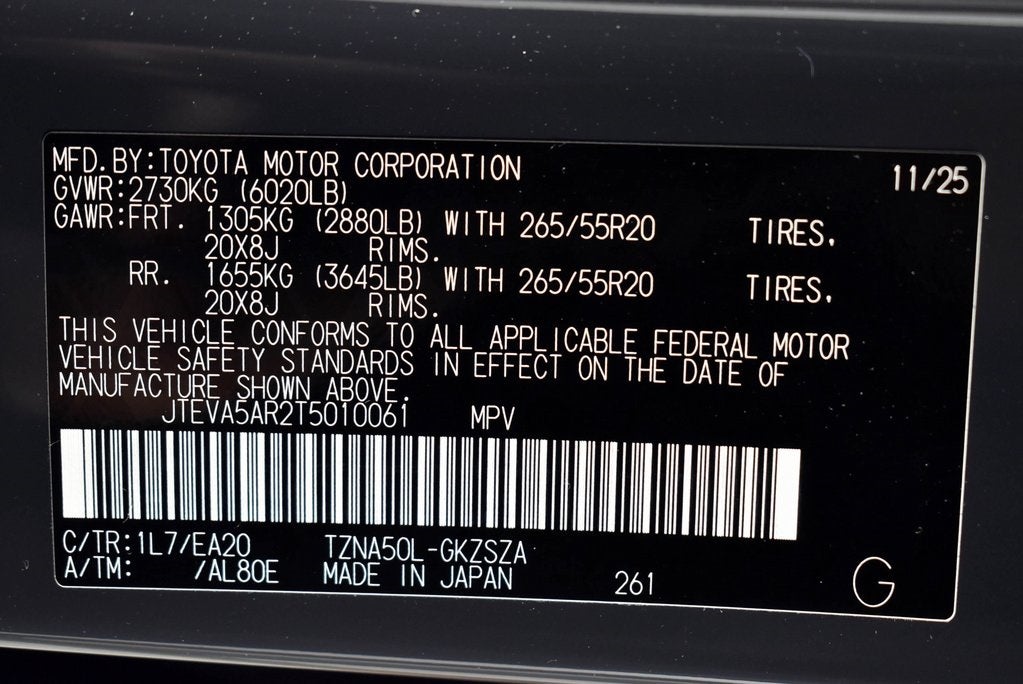 MFD.BY:TOYOTA MOTOR CORPORATION 11/25
GVWR:2730KG (6020LB)
GAWR:FRT. 1305KG (2880LB) WITH 265/55R20 TIRES.
20X8J RIMS.
RR. 1655KG (3645LB) WITH 265/55R20 TIRES.
20X8J RIMS.
THIS VEHICLE CONFORMS TO ALL APPLICABLE FEDERAL MOTOR
VEHICLE SAFETY STANDARDS IN EFFECT ON THE DATE OF
MANUFACTURE SHOWN ABOVE.
JTEVA5AR2T5010061 MPV
C/TR:1L7/EA20 TZNA50L-GKZSZA
A/TM: /AL80E MADE IN JAPAN 261 G